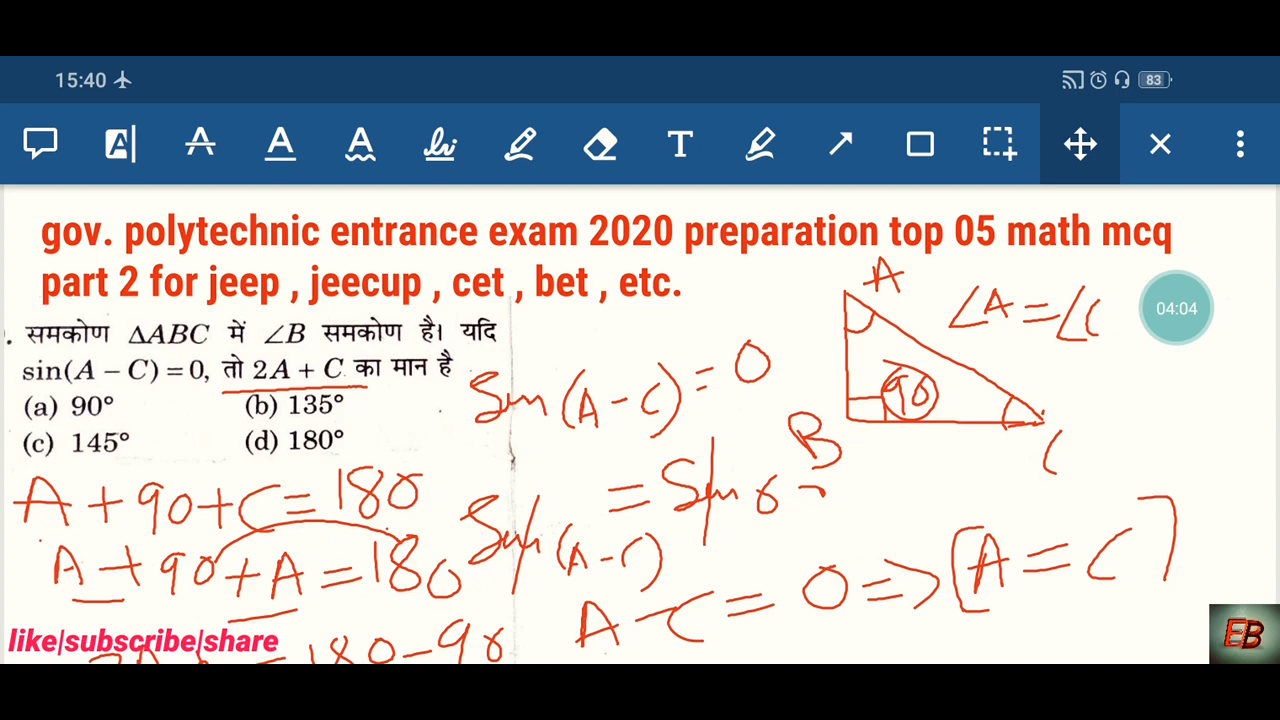 15:40
83
gov. polytechnic entrance exam 2020 preparation top 05 math mcq
part 2 for jeep , jeecup , cet , bet , etc.
04:04
. समकोण ΔABC में ∠B समकोण है। यदि
sin(A – C) = 0, तो 2A + C का मान है
(a) 90° (b) 135°
(c) 145° (d) 180°
A
∠A = ∠C
90
B
C
Sin (A - C) = 0
Sin (A - C) = Sin 0
A - C = 0 => [A = C]
A + 90 + C = 180
A + 90 + A = 180
= 180 - 90
like|subscribe|share
EB